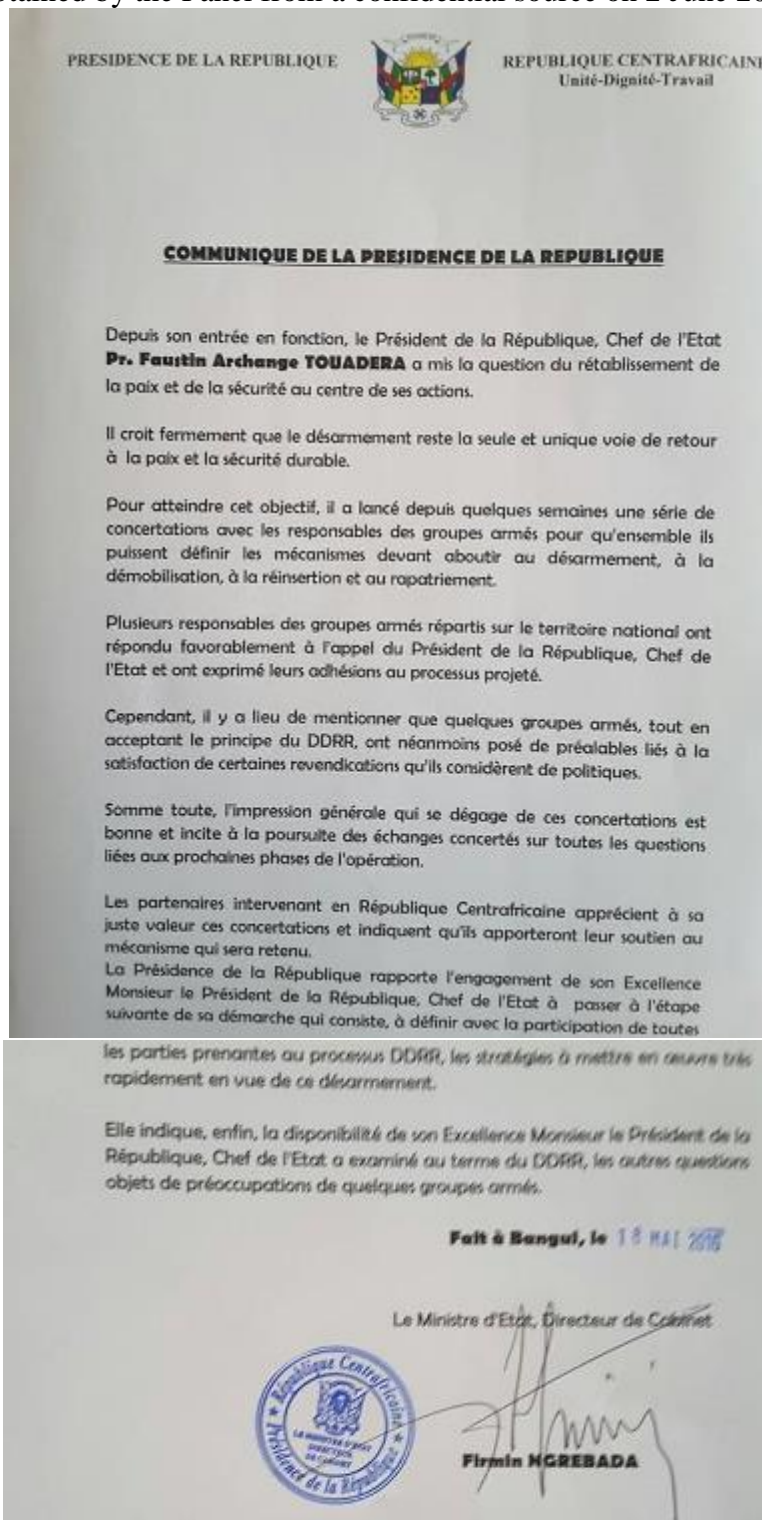 tained by the Panel from a confidential source on 2 June 20
PRESIDENCE DE LA REPUBLIQUE
REPUBLIQUE CENTRAFRICAINE
Unité-Dignité-Travail
COMMUNIQUE DE LA PRESIDENCE DE LA REPUBLIQUE
Depuis son entrée en fonction, le Président de la République, Chef de l'Etat
Pr. Faustin Archange TOUADERA a mis la question du rétablissement de
la paix et de la sécurité au centre de ses actions.
Il croit fermement que le désarmement reste la seule et unique voie de retour
à la paix et la sécurité durable.
Pour atteindre cet objectif, il a lancé depuis quelques semaines une série de
concertations avec les responsables des groupes armés pour qu'ensemble ils
puissent définir les mécanismes devant aboutir au désarmement, à la
démobilisation, à la réinsertion et au rapatriement.
Plusieurs responsables des groupes armés répartis sur le territoire national ont
répondu favorablement à l'appel du Président de la République, Chef de
l'Etat et ont exprimé leurs adhésions au processus projeté.
Cependant, il y a lieu de mentionner que quelques groupes armés, tout en
acceptant le principe du DDRR, ont néanmoins posé de préalables liés à la
satisfaction de certaines revendications qu'ils considèrent de politiques.
Somme toute, l'impression générale qui se dégage de ces concertations est
bonne et incite à la poursuite des échanges concertés sur toutes les questions
liées aux prochaines phases de l'opération.
Les partenaires intervenant en République Centrafricaine apprécient à sa
juste valeur ces concertations et indiquent qu'ils apporteront leur soutien au
mécanisme qui sera retenu.
La Présidence de la République rapporte l'engagement de son Excellence
Monsieur le Président de la République, Chef de l'Etat à passer à l'étape
suivante de sa démarche qui consiste, à définir avec la participation de toutes
les parties prenantes au processus DDRR, les stratégies à mettre en œuvre très
rapidement en vue de ce désarmement.
Elle indique, enfin, la disponibilité de son Excellence Monsieur le Président de la
République, Chef de l'Etat a examiné au terme du DDRR, les autres questions
objets de préoccupations de quelques groupes armés.
Fait à Bangui, le 18 MAI 2016
Le Ministre d'Etat, Directeur de Cabinet
République Centrafricaine
LE MINISTRE D'ETAT
DIRECTEUR
DE CABINET
Présidence de la République
Firmin NGREBADA